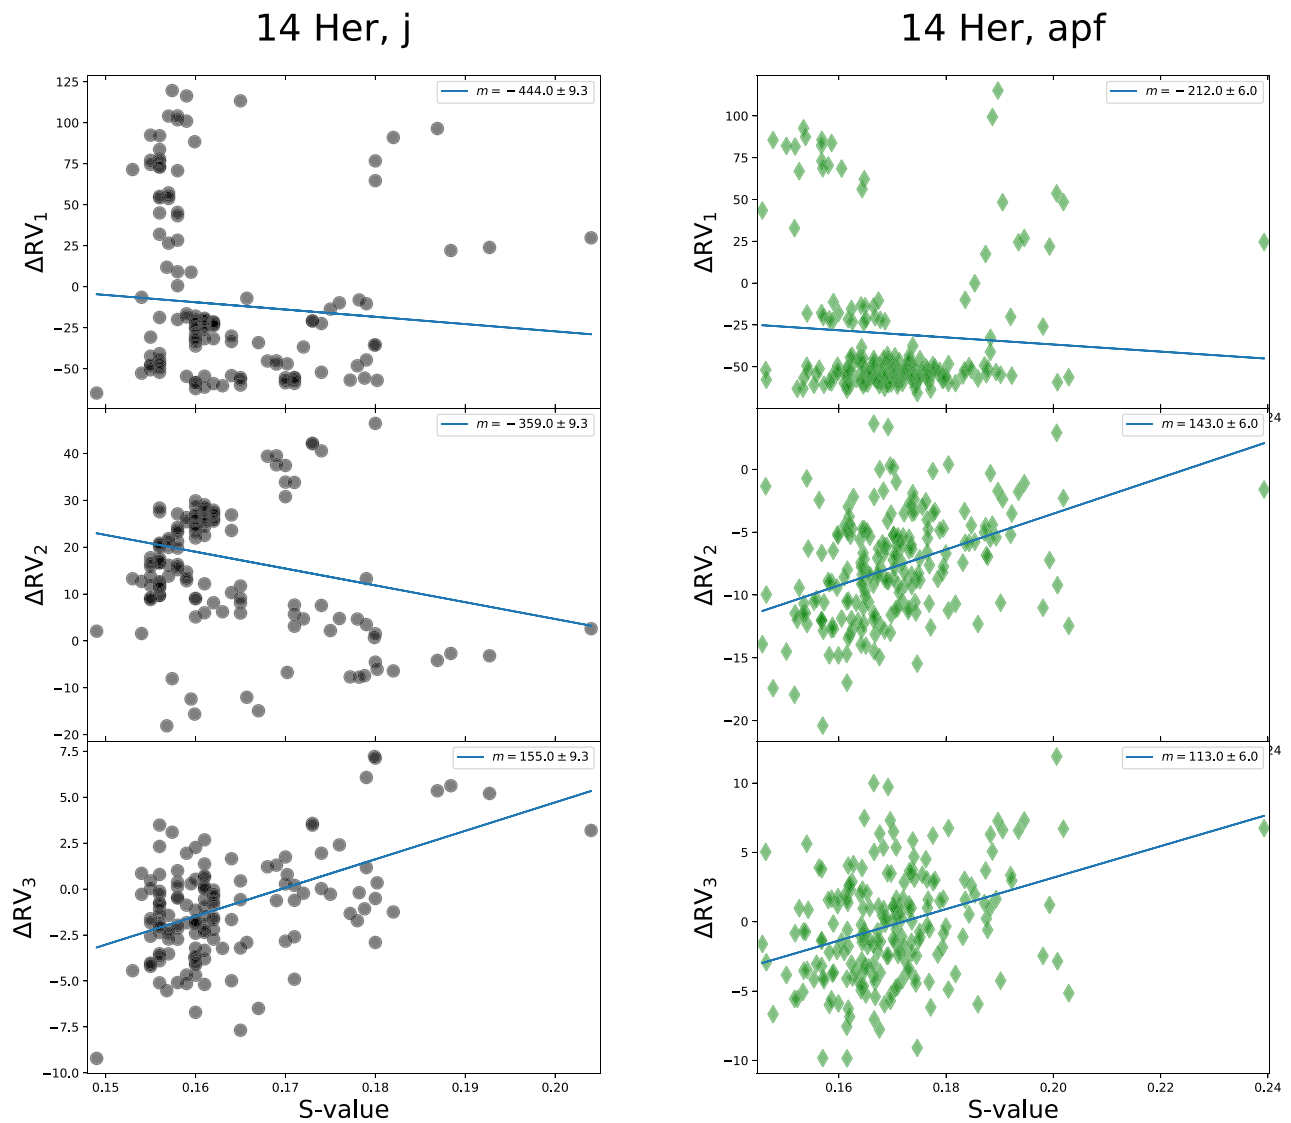 14 Her, j
14 Her, apf
125
100
75
50
25
0
−25
−50
ΔRV1
m = −444.0 ± 9.3
100
75
50
25
0
−25
−50
ΔRV1
m = −212.0 ± 6.0
40
30
20
10
0
−10
−20
ΔRV2
m = −359.0 ± 9.3
0
−5
−10
−15
−20
ΔRV2
m = 143.0 ± 6.0
24
7.5
5.0
2.5
0.0
−2.5
−5.0
−7.5
−10.0
ΔRV3
m = 155.0 ± 9.3
0.15 0.16 0.17 0.18 0.19 0.20
S-value
10
5
0
−5
−10
ΔRV3
m = 113.0 ± 6.0
24
0.16 0.18 0.20 0.22 0.24
S-value